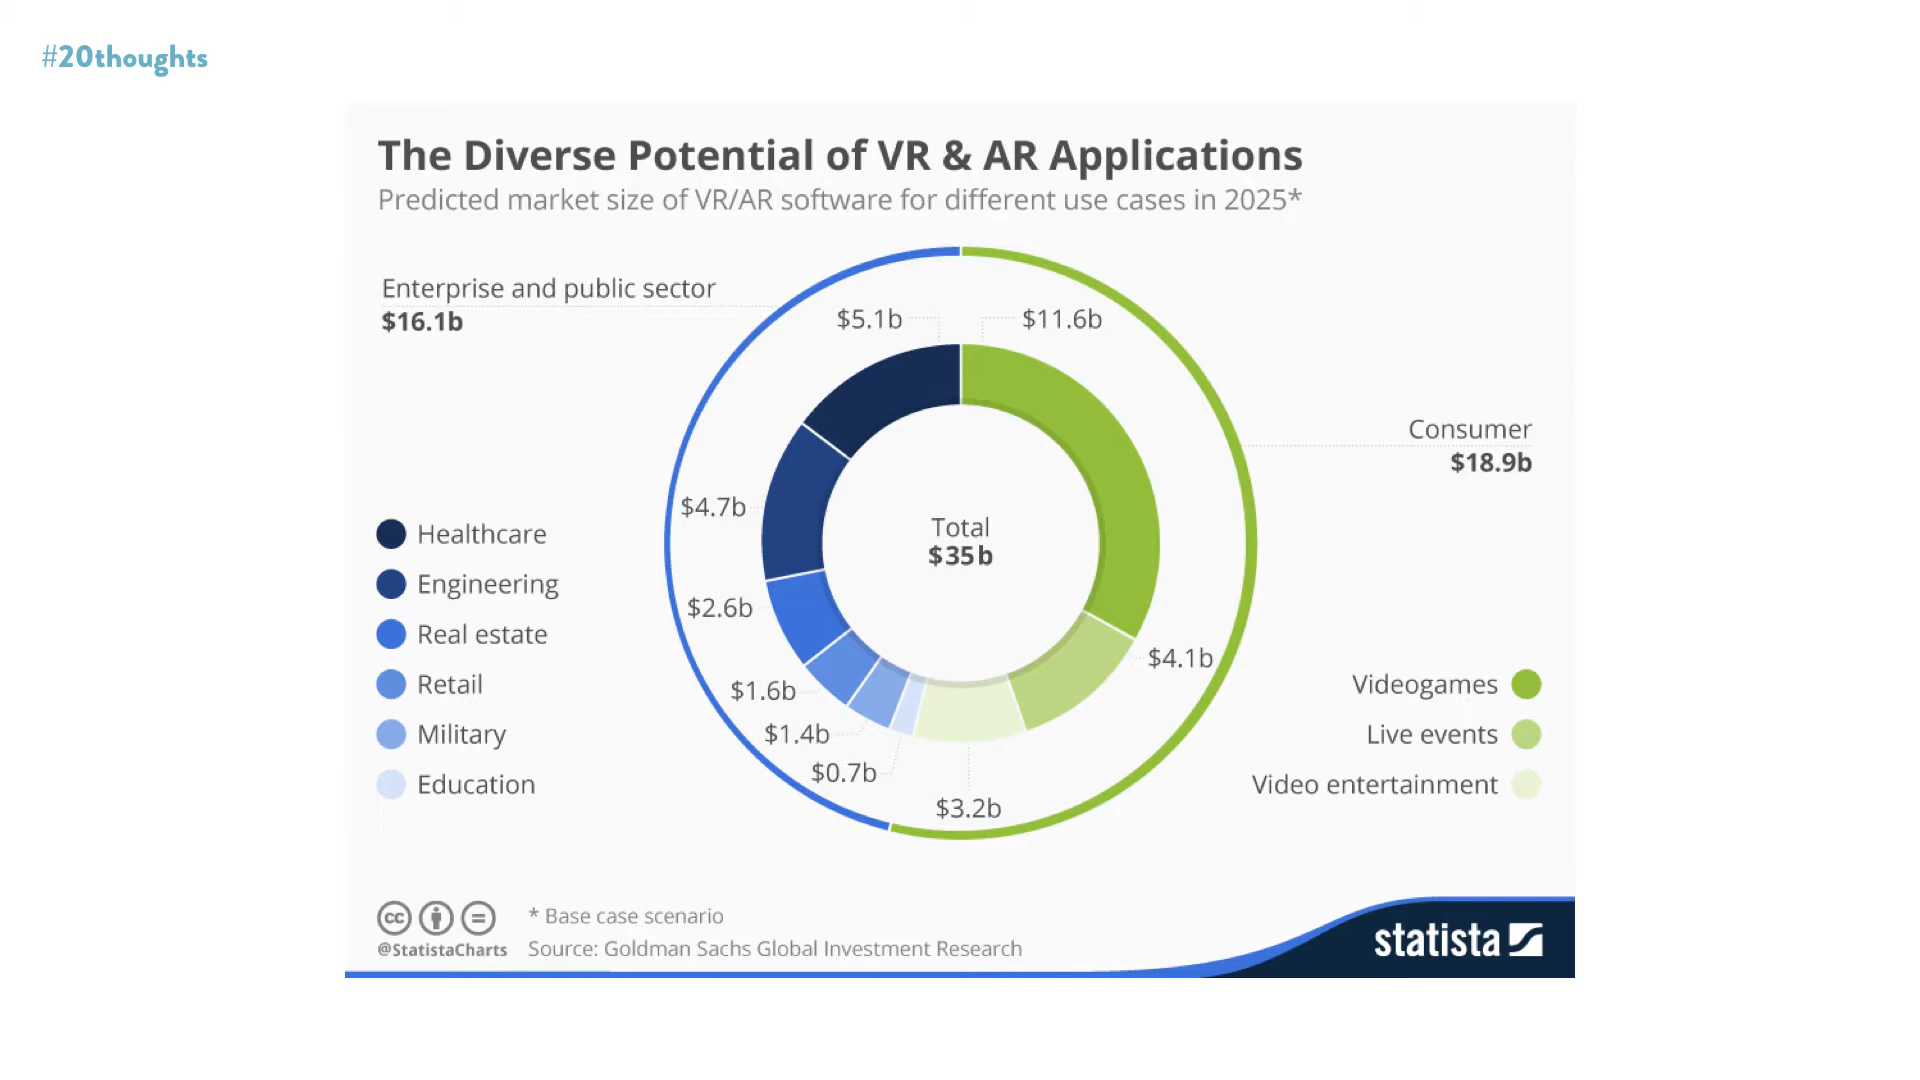 #20thoughts
The Diverse Potential of VR & AR Applications
Predicted market size of VR/AR software for different use cases in 2025*
Enterprise and public sector
$16.1b
$5.1b
$11.6b
Consumer
$18.9b
$4.7b
Total
$35b
$2.6b
$4.1b
$1.6b
$1.4b
$0.7b
$3.2b
Healthcare
Engineering
Real estate
Retail
Military
Education
Videogames
Live events
Video entertainment
cc
@StatistaCharts
* Base case scenario
Source: Goldman Sachs Global Investment Research
statista